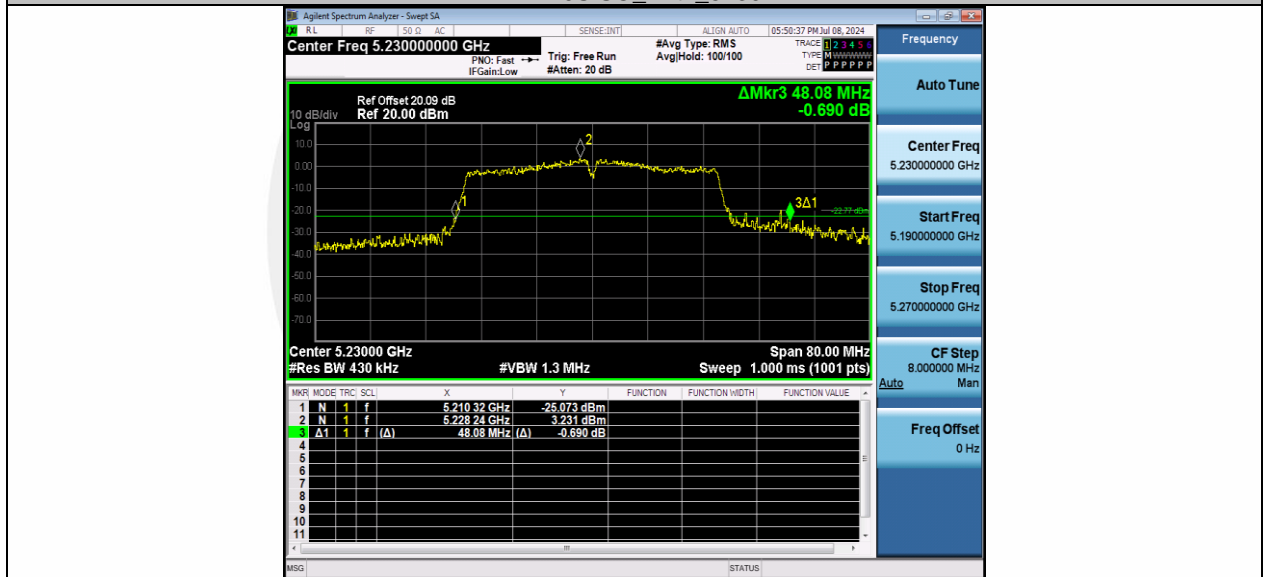 Agilent Spectrum Analyzer - Swept SA
RL RF 50 Ω AC SENSE:INT ALIGN AUTO 05:50:37 PM Jul 08, 2024
Center Freq 5.230000000 GHz
PNO: Fast
IFGain:Low
Trig: Free Run
#Atten: 20 dB
#Avg Type: RMS
Avg|Hold: 100/100
TRACE 1 2 3 4 5 6
TYPE M WWWWW
DET P P P P P P
Frequency
Auto Tune
Center Freq
5.230000000 GHz
Start Freq
5.190000000 GHz
Stop Freq
5.270000000 GHz
CF Step
8.000000 MHz
Auto Man
Freq Offset
0 Hz
ΔMkr3 48.08 MHz
-0.690 dB
Ref Offset 20.09 dB
10 dB/div Ref 20.00 dBm
Log
10.0
0.00
-10.0
-20.0
-30.0
-40.0
-50.0
-60.0
-70.0
2
1
3Δ1
-22.77 dBm
Center 5.23000 GHz Span 80.00 MHz
#Res BW 430 kHz #VBW 1.3 MHz Sweep 1.000 ms (1001 pts)
MKR MODE TRC SCL X Y FUNCTION FUNCTION WIDTH FUNCTION VALUE
1 N 1 f 5.210 32 GHz -25.073 dBm
2 N 1 f 5.228 24 GHz 3.231 dBm
3 Δ1 1 f (Δ) 48.08 MHz (Δ) -0.690 dB
4
5
6
7
8
9
10
11
MSG STATUS